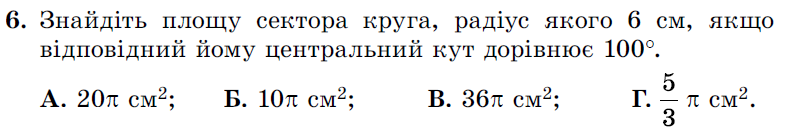 6. Знайдіть площу сектора круга, радіус якого 6 см, якщо
відповідний йому центральний кут дорівнює 100°.
А. 20π см²; Б. 10π см²; В. 36π см²; Г. 5/3 π см².